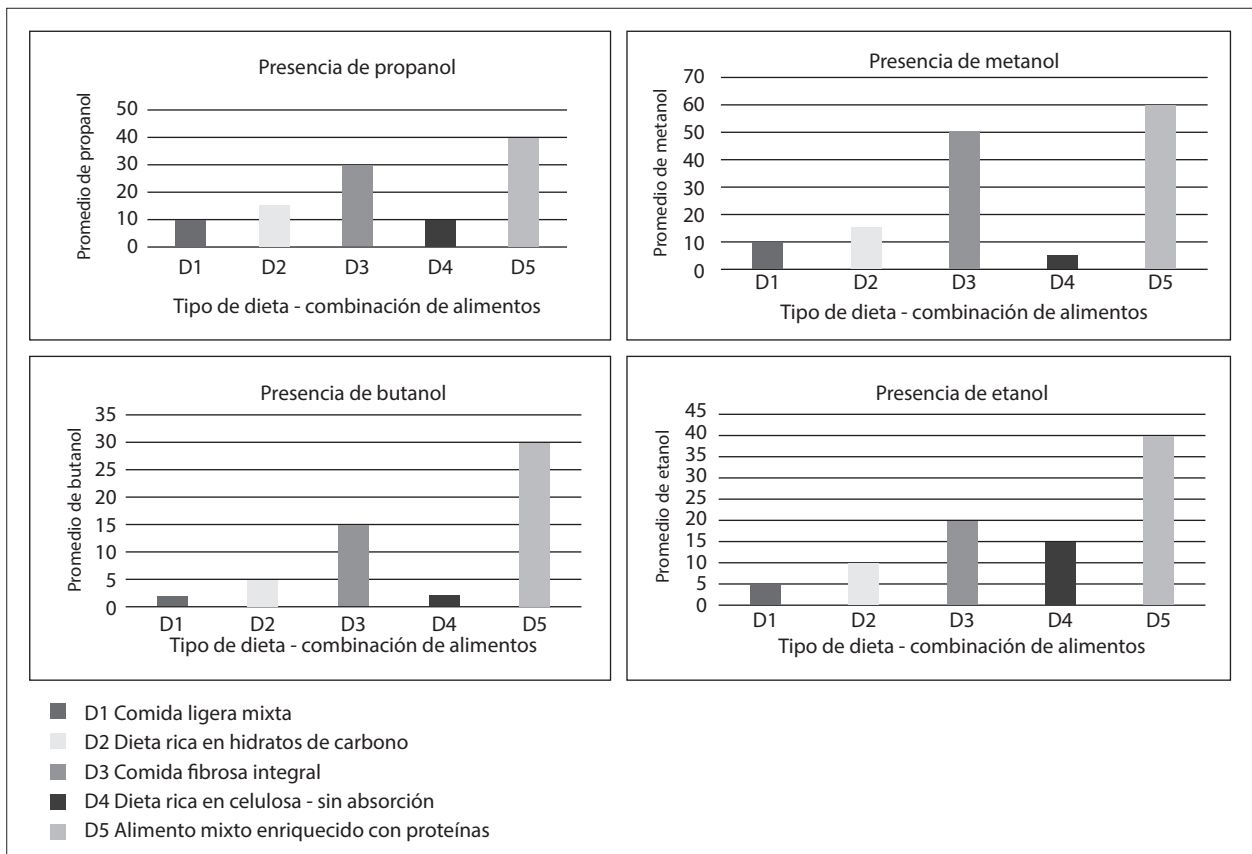 Presencia de propanol
Promedio de propanol
50
40
30
20
10
0
D1 D2 D3 D4 D5
Tipo de dieta - combinación de alimentos
Presencia de metanol
Promedio de metanol
70
60
50
40
30
20
10
0
D1 D2 D3 D4 D5
Tipo de dieta - combinación de alimentos
Presencia de butanol
Promedio de butanol
35
30
25
20
15
10
5
0
D1 D2 D3 D4 D5
Tipo de dieta - combinación de alimentos
Presencia de etanol
Promedio de etanol
45
40
35
30
25
20
15
10
5
0
D1 D2 D3 D4 D5
Tipo de dieta - combinación de alimentos
D1 Comida ligera mixta
D2 Dieta rica en hidratos de carbono
D3 Comida fibrosa integral
D4 Dieta rica en celulosa - sin absorción
D5 Alimento mixto enriquecido con proteínas